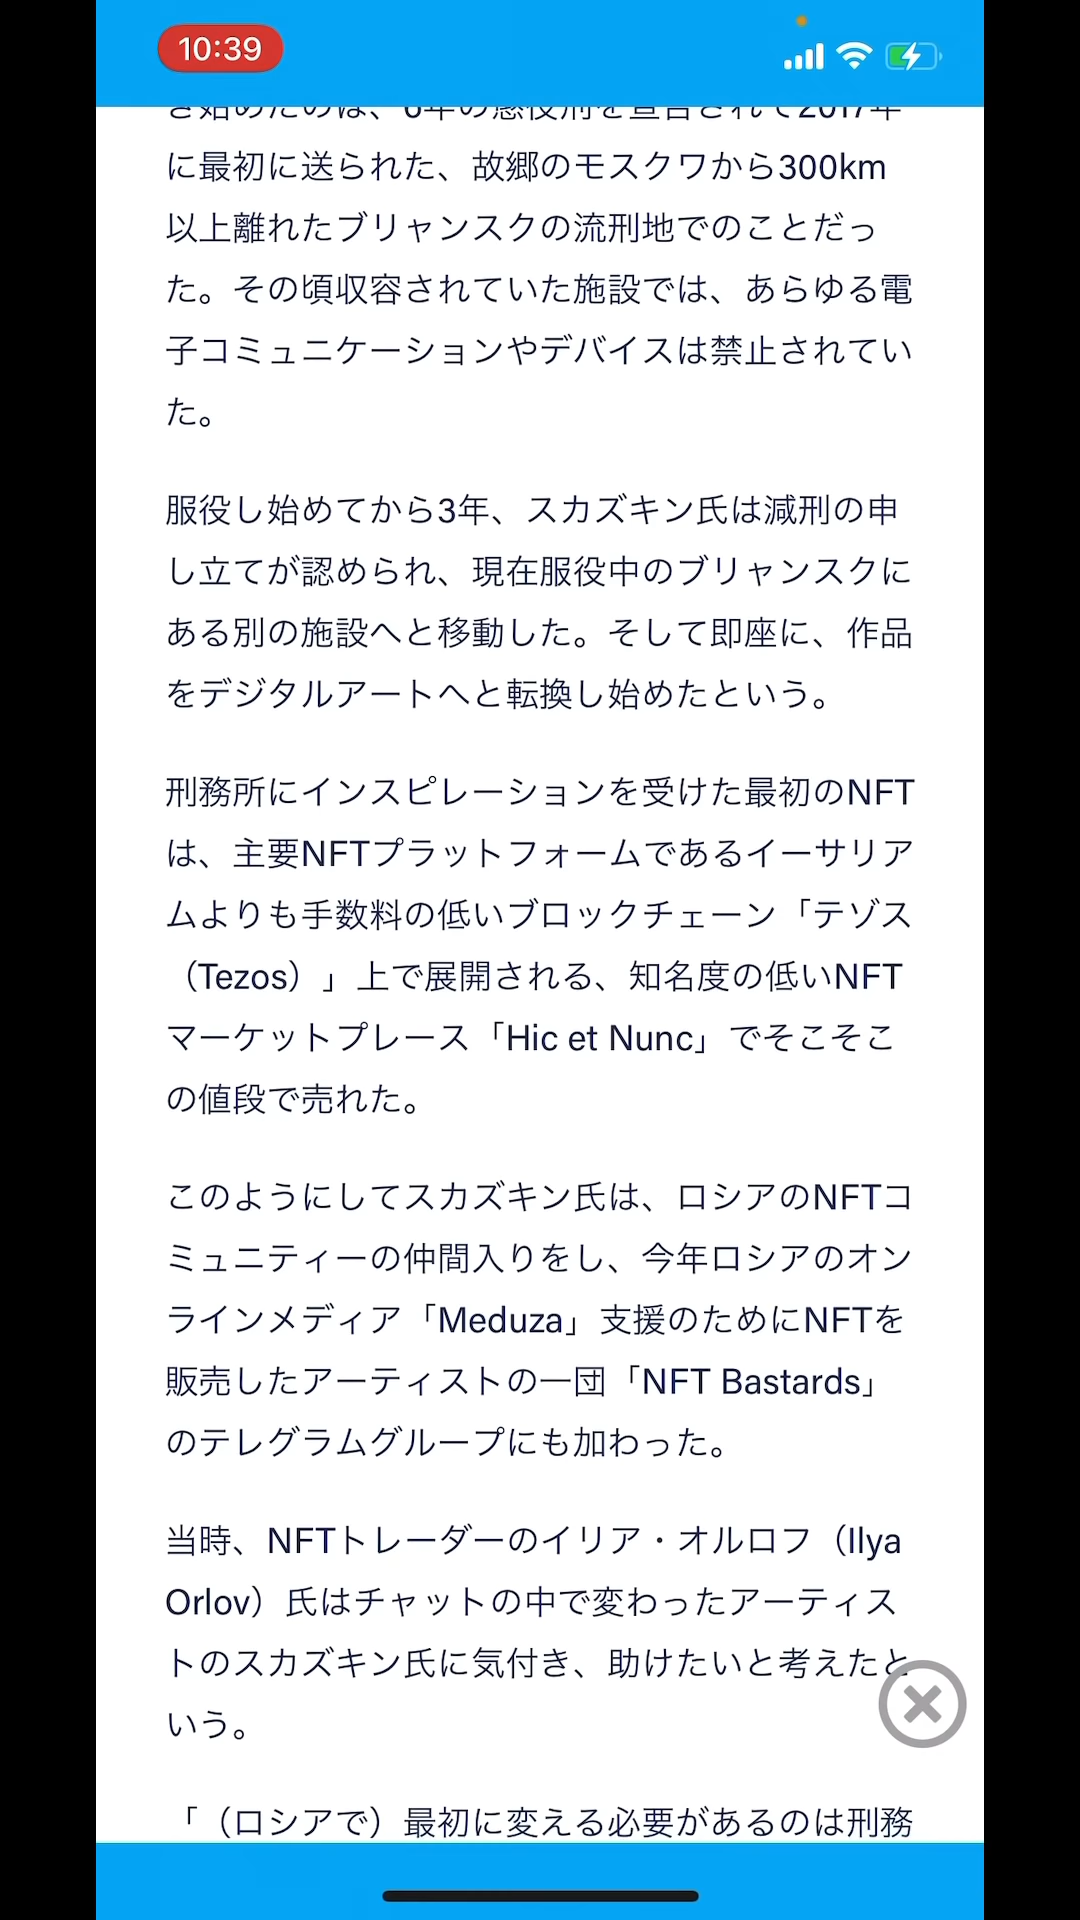 10:39
き始めたのは、6年の懲役刑を宣告されて2017年
に最初に送られた、故郷のモスクワから300km
以上離れたブリャンスクの流刑地でのことだっ
た。その頃収容されていた施設では、あらゆる電
子コミュニケーションやデバイスは禁止されてい
た。
服役し始めてから3年、スカズキン氏は減刑の申
し立てが認められ、現在服役中のブリャンスクに
ある別の施設へと移動した。そして即座に、作品
をデジタルアートへと転換し始めたという。
刑務所にインスピレーションを受けた最初のNFT
は、主要NFTプラットフォームであるイーサリア
ムよりも手数料の低いブロックチェーン「テゾス
（Tezos）」上で展開される、知名度の低いNFT
マーケットプレース「Hic et Nunc」でそこそこ
の値段で売れた。
このようにしてスカズキン氏は、ロシアのNFTコ
ミュニティーの仲間入りをし、今年ロシアのオン
ラインメディア「Meduza」支援のためにNFTを
販売したアーティストの一団「NFT Bastards」
のテレグラムグループにも加わった。
当時、NFTトレーダーのイリア・オルロフ（Ilya
Orlov）氏はチャットの中で変わったアーティス
トのスカズキン氏に気付き、助けたいと考えたと
いう。
「（ロシアで）最初に変える必要があるのは刑務